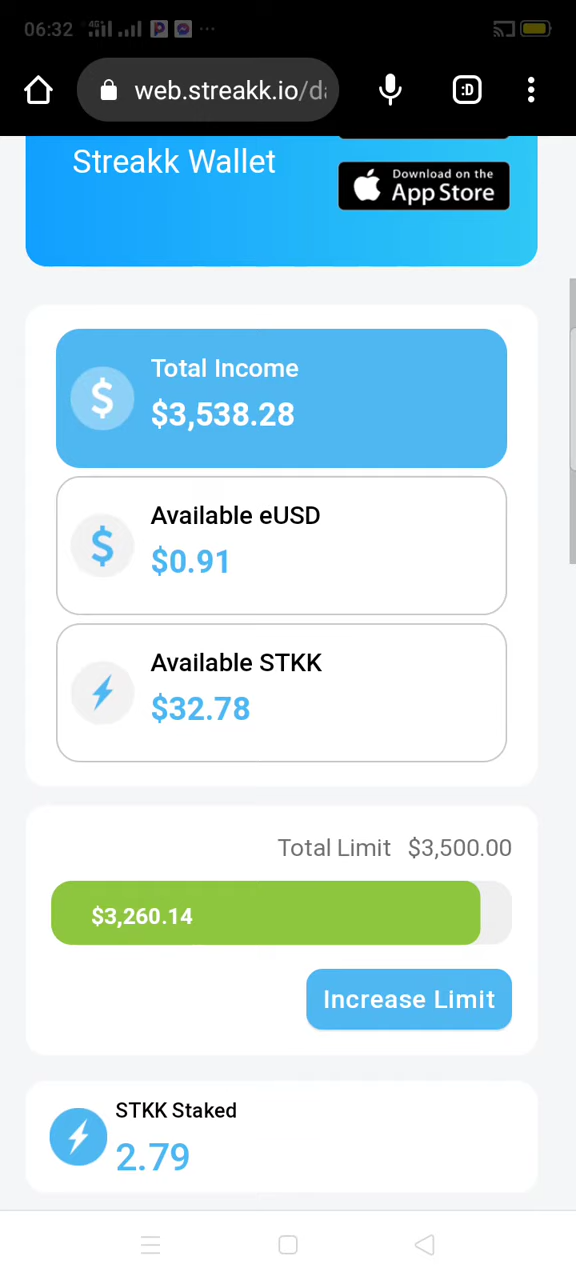 06:32 4G ...
web.streakk.io/da
:D
Streakk Wallet
Download on the
App Store
Total Income
$ $3,538.28
Available eUSD
$ $0.91
Available STKK
$32.78
Total Limit $3,500.00
$3,260.14
Increase Limit
STKK Staked
2.79